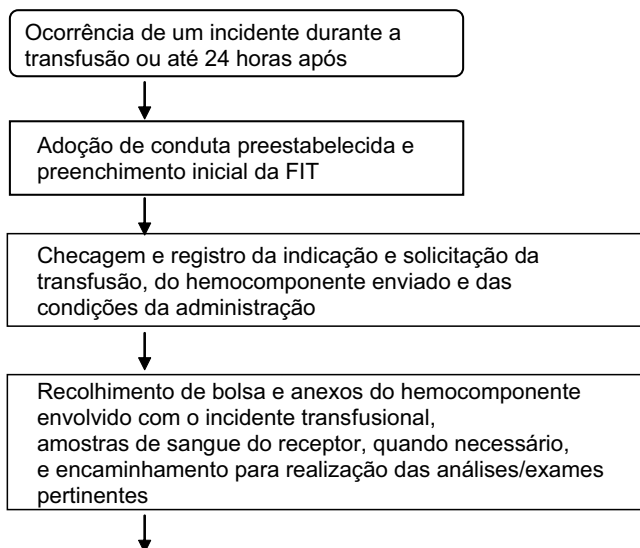 Ocorrência de um incidente durante a
transfusão ou até 24 horas após
Adoção de conduta preestabelecida e
preenchimento inicial da FIT
Checagem e registro da indicação e solicitação da
transfusão, do hemocomponente enviado e das
condições da administração
Recolhimento de bolsa e anexos do hemocomponente
envolvido com o incidente transfusional,
amostras de sangue do receptor, quando necessário,
e encaminhamento para realização das análises/exames
pertinentes